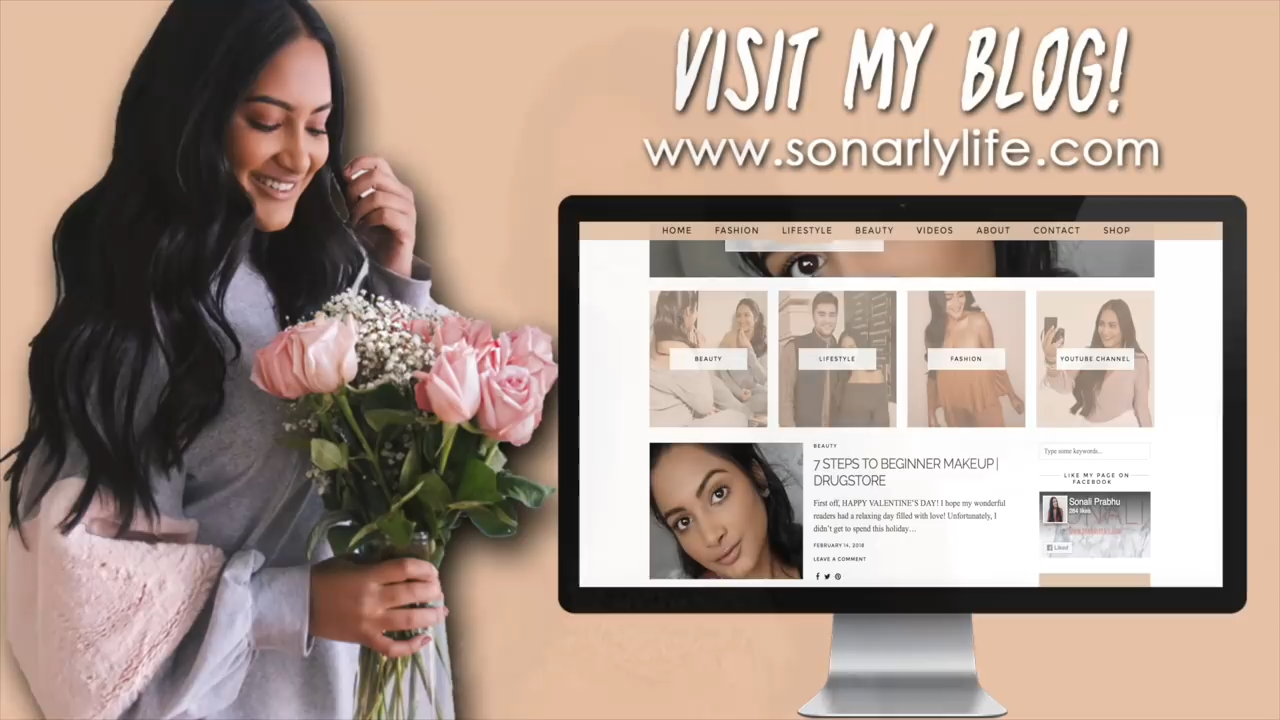 VISIT MY BLOG!
www.sonarlylife.com
HOME FASHION LIFESTYLE BEAUTY VIDEOS ABOUT CONTACT SHOP
BEAUTY
LIFESTYLE
FASHION
YOUTUBE CHANNEL
BEAUTY
7 STEPS TO BEGINNER MAKEUP |
DRUGSTORE
First off, HAPPY VALENTINE'S DAY! I hope my wonderful
readers had a relaxing day filled with love! Unfortunately, I
didn't get to spend this holiday...
FEBRUARY 14, 2018
LEAVE A COMMENT
Type some keywords...
LIKE MY PAGE ON
FACEBOOK
Sonali Prabhu
284 likes
Liked